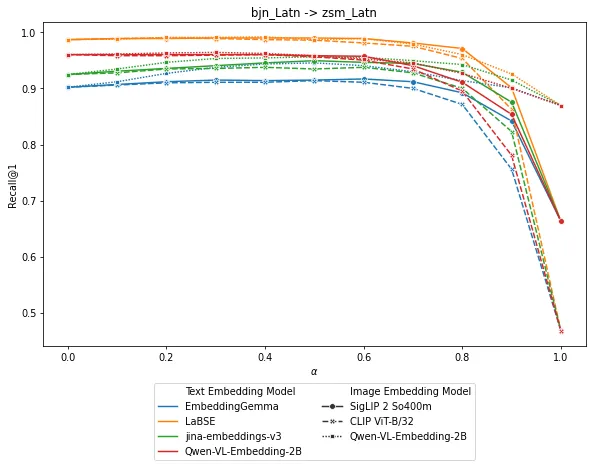 bjn_Latn -> zsm_Latn
Recall@1
1.0
0.9
0.8
0.7
0.6
0.5
0.0 0.2 0.4 0.6 0.8 1.0
α
Text Embedding Model Image Embedding Model
EmbeddingGemma SigLIP 2 So400m
LaBSE CLIP ViT-B/32
jina-embeddings-v3 Qwen-VL-Embedding-2B
Qwen-VL-Embedding-2B